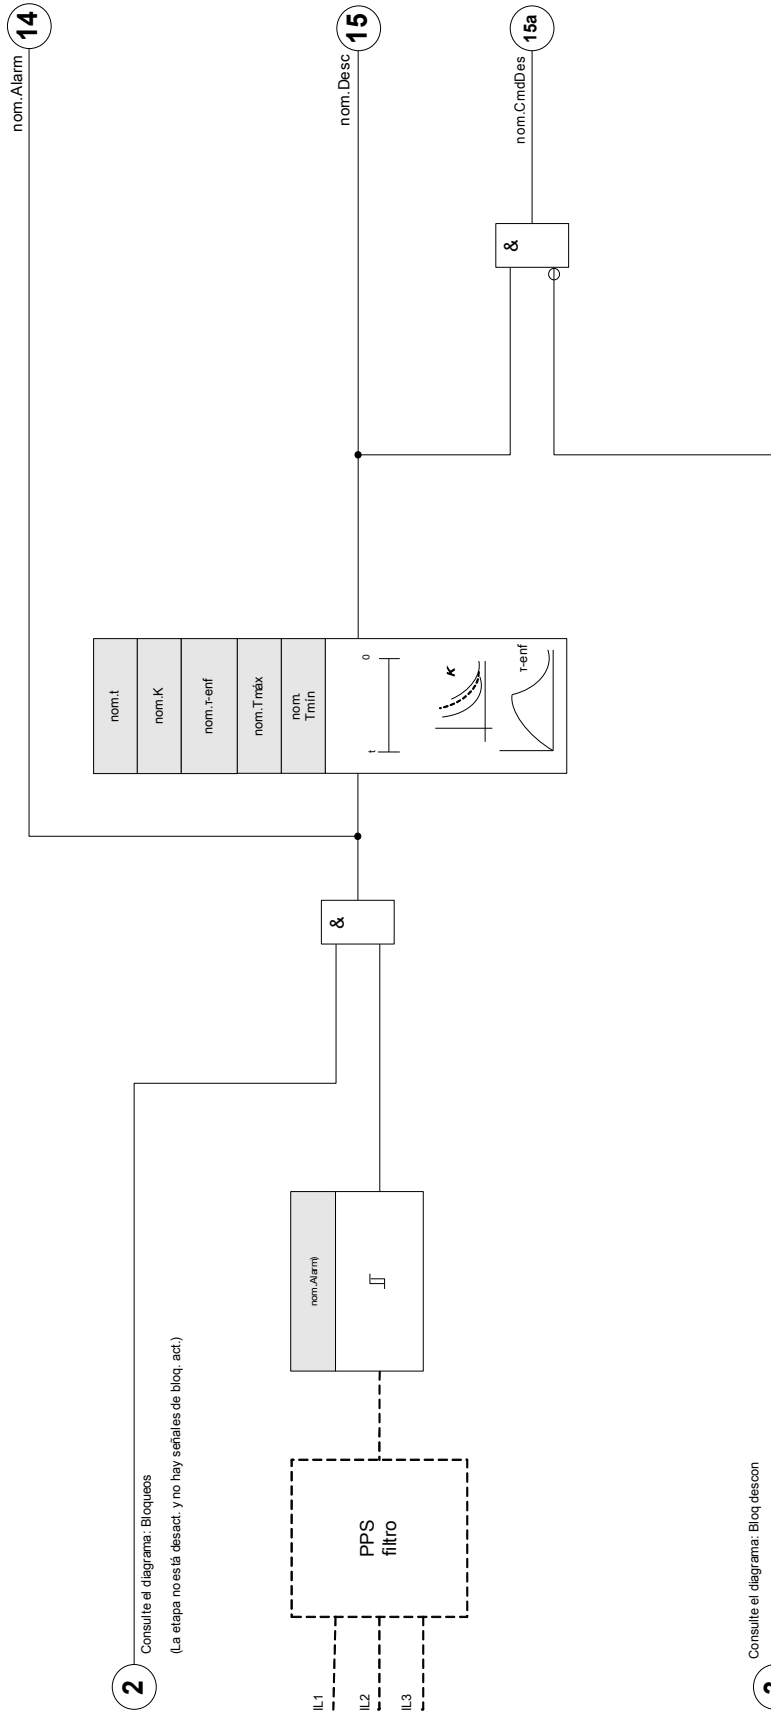 14
nom.Alarm
15
nom.Desc
15a
nom.CmdDes
&
nom.t
nom.K
nom.τ-enf
nom.Tmáx
nom.
Tmín
t
0
K
τ-enf
&
nom.Alarm)
PPS
filtro
IL1
IL2
IL3
2
Consulte el diagrama: Bloqueos
(La etapa no está desact. y no hay señales de bloq. act.)
Consulte el diagrama: Bloq descon